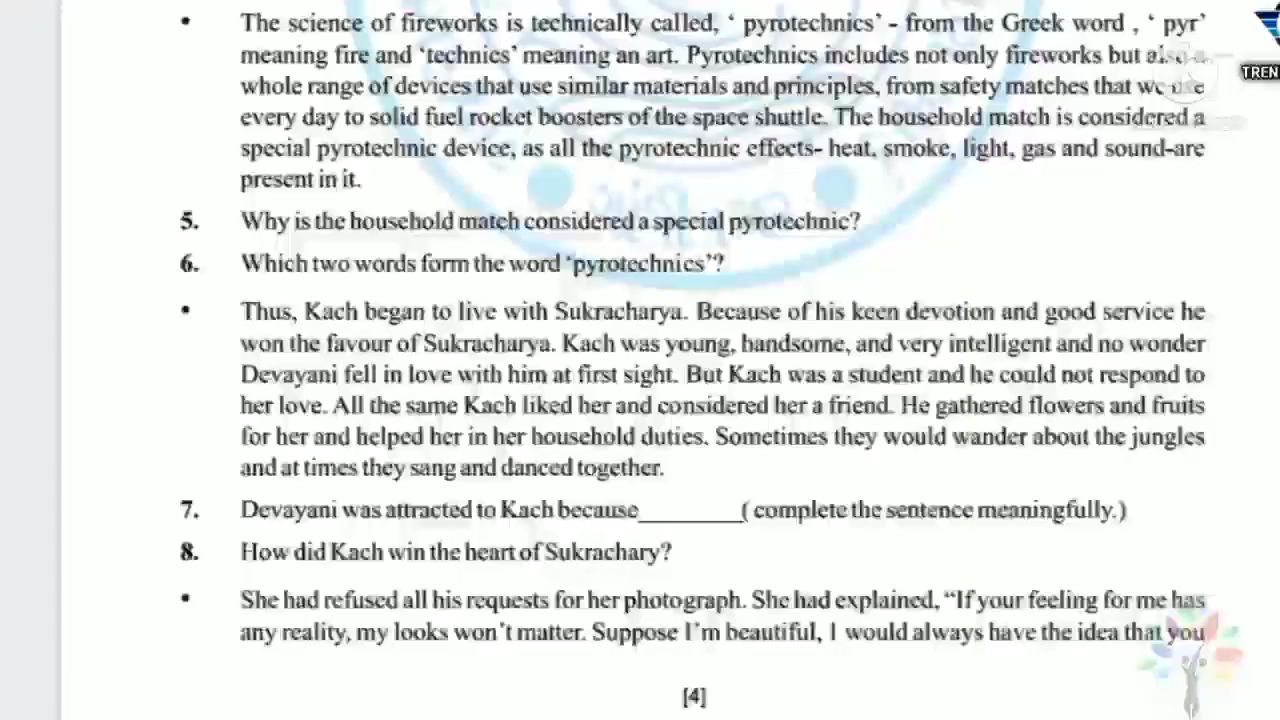 • The science of fireworks is technically called, ‘ pyrotechnics’ - from the Greek word , ‘ pyr’
meaning fire and ‘technics’ meaning an art. Pyrotechnics includes not only fireworks but also a
whole range of devices that use similar materials and principles, from safety matches that we use
every day to solid fuel rocket boosters of the space shuttle. The household match is considered a
special pyrotechnic device, as all the pyrotechnic effects- heat, smoke, light, gas and sound-are
present in it.
5. Why is the household match considered a special pyrotechnic?
6. Which two words form the word ‘pyrotechnics’?
• Thus, Kach began to live with Sukracharya. Because of his keen devotion and good service he
won the favour of Sukracharya. Kach was young, handsome, and very intelligent and no wonder
Devayani fell in love with him at first sight. But Kach was a student and he could not respond to
her love. All the same Kach liked her and considered her a friend. He gathered flowers and fruits
for her and helped her in her household duties. Sometimes they would wander about the jungles
and at times they sang and danced together.
7. Devayani was attracted to Kach because________( complete the sentence meaningfully.)
8. How did Kach win the heart of Sukrachary?
• She had refused all his requests for her photograph. She had explained, “If your feeling for me has
any reality, my looks won’t matter. Suppose I’m beautiful, I would always have the idea that you
[4]
TREN